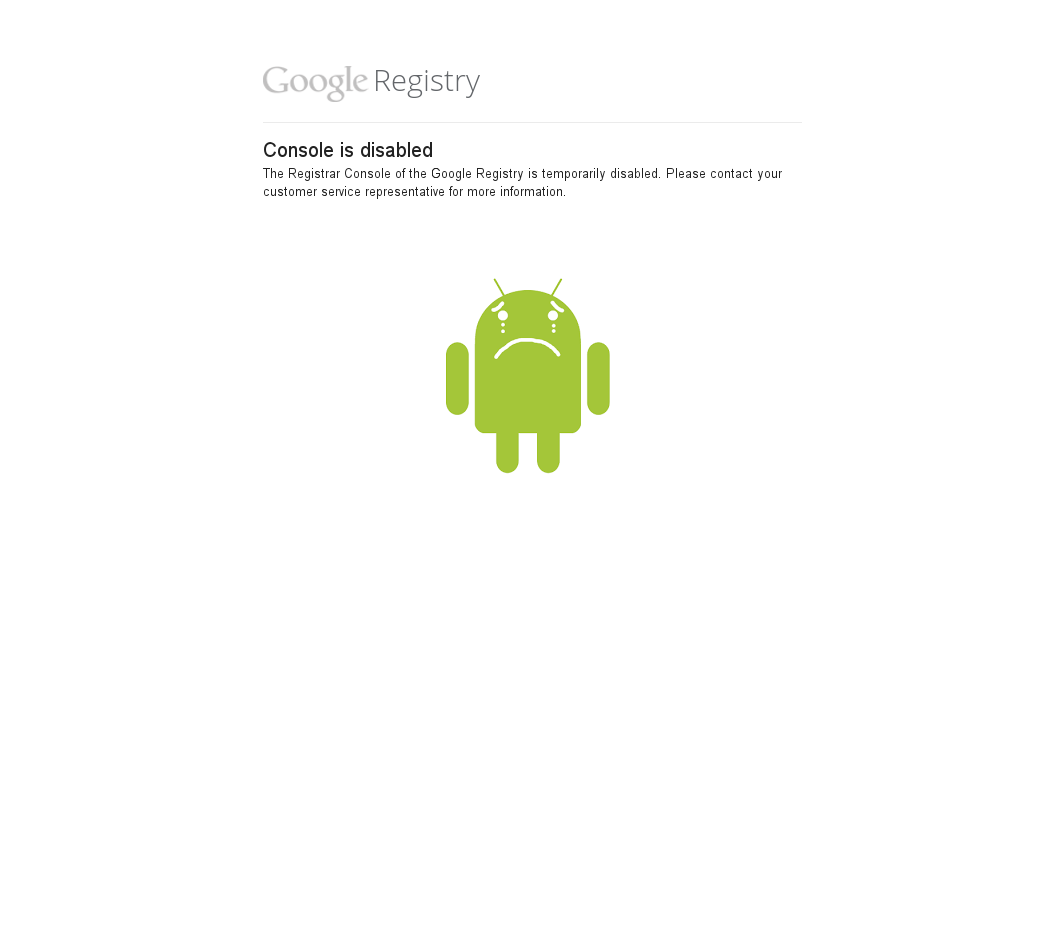 Google Registry
Console is disabled
The Registrar Console of the Google Registry is temporarily disabled. Please contact your
customer service representative for more information.